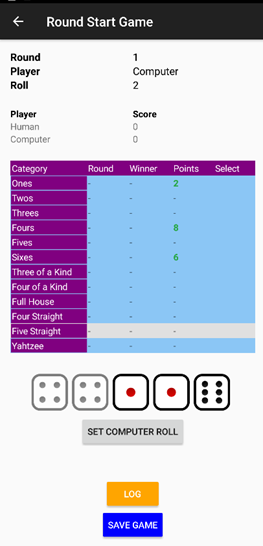 Round Start Game
Round 1
Player Computer
Roll 2
Player Score
Human 0
Computer 0
Category Round Winner Points Select
Ones - - 2
Twos - - -
Threes - - -
Fours - - 8
Fives - - -
Sixes - - 6
Three of a Kind - - -
Four of a Kind - - -
Full House - - -
Four Straight - - -
Five Straight - - -
Yahtzee - - -
SET COMPUTER ROLL
LOG
SAVE GAME